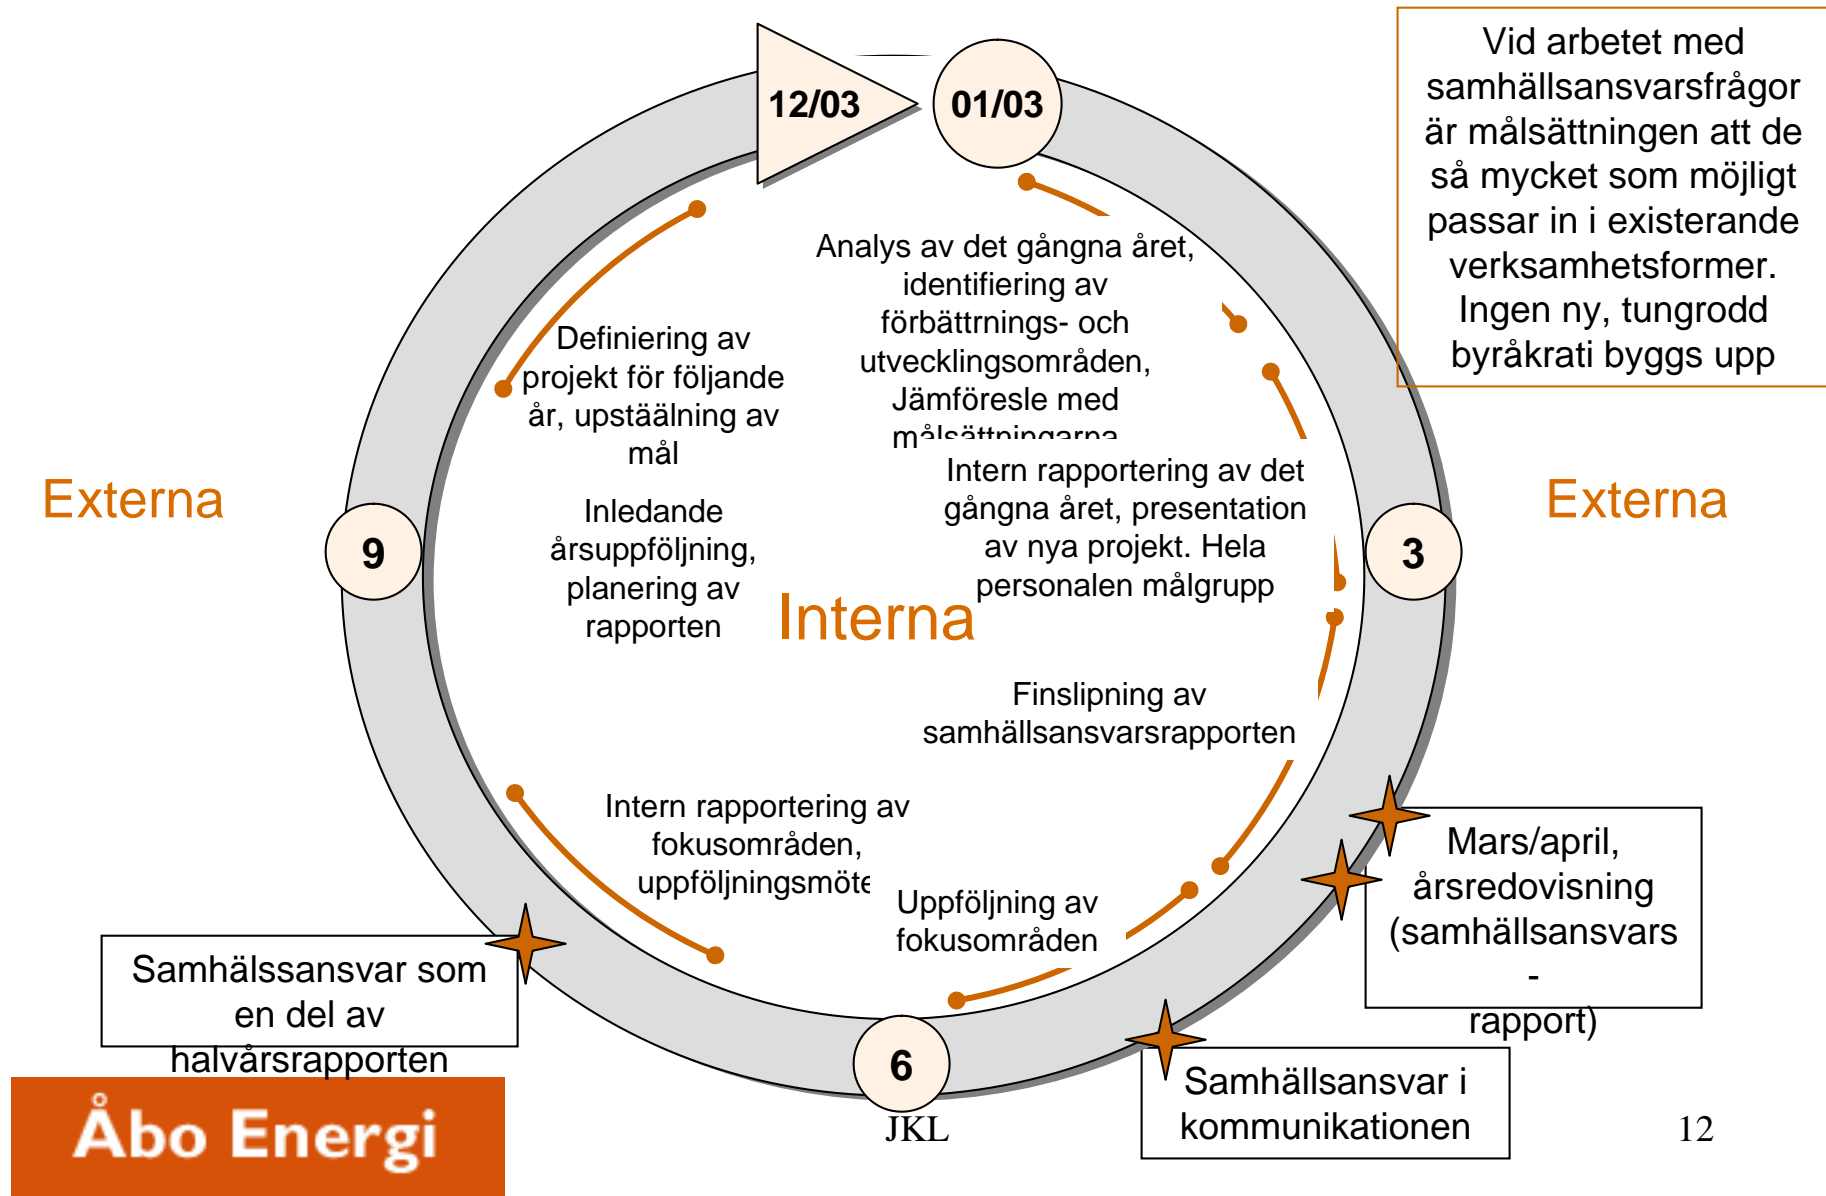 12/03
01/03
Vid arbetet med
samhällsansvarsfrågor
är målsättningen att de
så mycket som möjligt
passar in i existerande
verksamhetsformer.
Ingen ny, tungrodd
byråkrati byggs upp
Analys av det gångna året,
identifiering av
förbättrnings- och
utvecklingsområden,
Jämföresle med
målsättningarna
Definiering av
projekt för följande
år, upstäälning av
mål
Externa
Inledande
årsuppföljning,
planering av
rapporten
9
Interna
Intern rapportering av det
gångna året, presentation
av nya projekt. Hela
personalen målgrupp
3
Externa
Finslipning av
samhällsansvarsrapporten
Intern rapportering av
fokusområden,
uppföljningsmöte
Uppföljning av
fokusområden
Mars/april,
årsredovisning
(samhällsansvars
-
rapport)
Samhälssansvar som
en del av
halvårsrapporten
6
Samhällsansvar i
kommunikationen
Åbo Energi
JKL
12